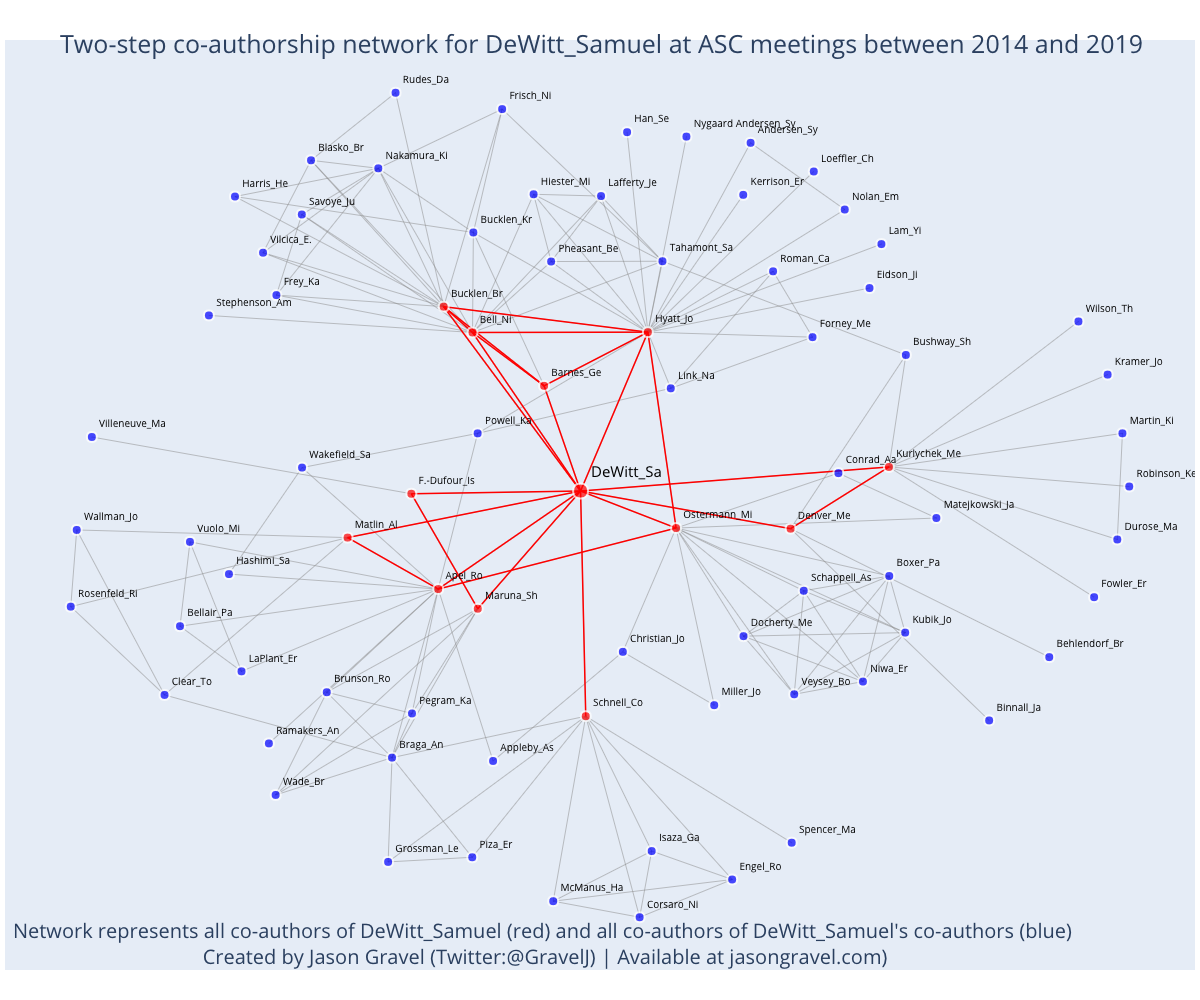 Two-step co-authorship network for DeWitt_Samuel at ASC meetings between 2014 and 2019
Rudes_Da
Frisch_Ni
Han_Se
Nygaard Andersen_Sy
Andersen_Sy
Blasko_Br
Nakamura_Ki
Loeffler_Ch
Harris_He
Hiester_Mi
Lafferty_Je
Kerrison_Er
Nolan_Em
Savoye_Ju
Bucklen_Kr
Lam_Yi
Vilcica_E.
Pheasant_Be
Tahamont_Sa
Roman_Ca
Frey_Ka
Eidson_Ji
Stephenson_Am
Bucklen_Br
Bell_Ni
Hyatt_Jo
Forney_Me
Wilson_Th
Bushway_Sh
Barnes_Ge
Link_Na
Kramer_Jo
Villeneuve_Ma
Powell_Ka
Martin_Ki
Wakefield_Sa
Conrad_Aa
Kurlychek_Me
DeWitt_Sa
F.-Dufour_Is
Robinson_Ke
Wallman_Jo
Vuolo_Mi
Matlin_Al
Ostermann_Mi
Denver_Me
Matejkowski_Ja
Durose_Ma
Hashimi_Sa
Apel_Ro
Schappell_As
Boxer_Pa
Rosenfeld_Ri
Maruna_Sh
Fowler_Er
Bellair_Pa
Docherty_Me
Kubik_Jo
LaPlant_Er
Christian_Jo
Behlendorf_Br
Clear_To
Brunson_Ro
Veysey_Bo
Niwa_Er
Pegram_Ka
Schnell_Co
Miller_Jo
Binnall_Ja
Ramakers_An
Braga_An
Appleby_As
Wade_Br
Grossman_Le
Piza_Er
Isaza_Ga
Spencer_Ma
Engel_Ro
McManus_Ha
Corsaro_Ni
Network represents all co-authors of DeWitt_Samuel (red) and all co-authors of DeWitt_Samuel's co-authors (blue)
Created by Jason Gravel (Twitter:@GravelJ) | Available at jasongravel.com)